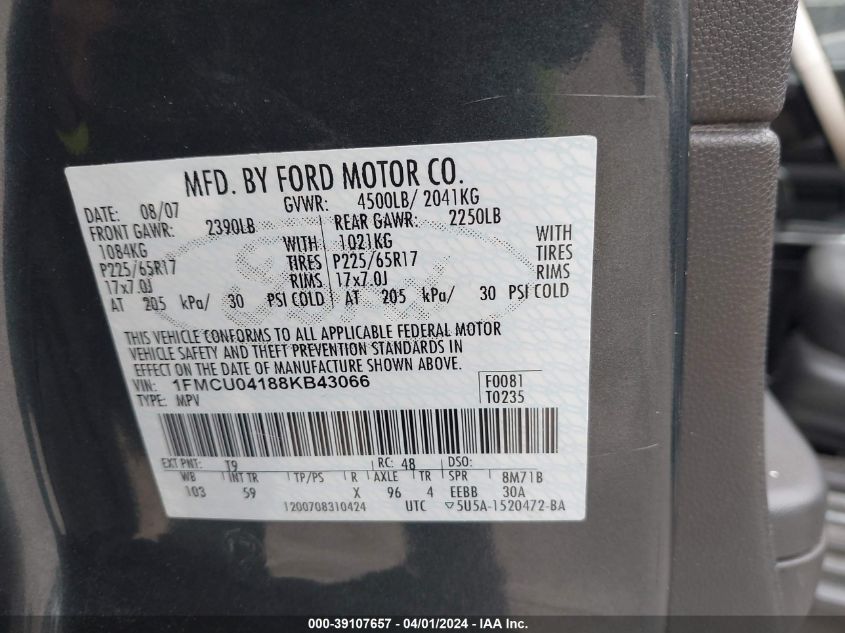 MFD. BY FORD MOTOR CO.
DATE: 08/07 GVWR: 4500LB/ 2041KG
FRONT GAWR: 2390LB REAR GAWR: 2250LB
1084KG WITH 1021KG WITH
P225/65R17 TIRES P225/65R17 TIRES
17x7.0J RIMS 17x7.0J RIMS
AT 205 kPa/ 30 PSI COLD AT 205 kPa/ 30 PSI COLD
THIS VEHICLE CONFORMS TO ALL APPLICABLE FEDERAL MOTOR
VEHICLE SAFETY AND THEFT PREVENTION STANDARDS IN
EFFECT ON THE DATE OF MANUFACTURE SHOWN ABOVE.
VIN: 1FMCU04188KB43066 F0081
TYPE: MPV T0235
EXT PNT: T9 RC: 48 DSO:
WB INT TR TP/PS R AXLE TR SPR 8M71B
103 59 X 96 4 EEBB 30A
1200708310424 UTC ▽5U5A-1520472-BA
000-39107657 / 04/01/2024 - IAA Inc.